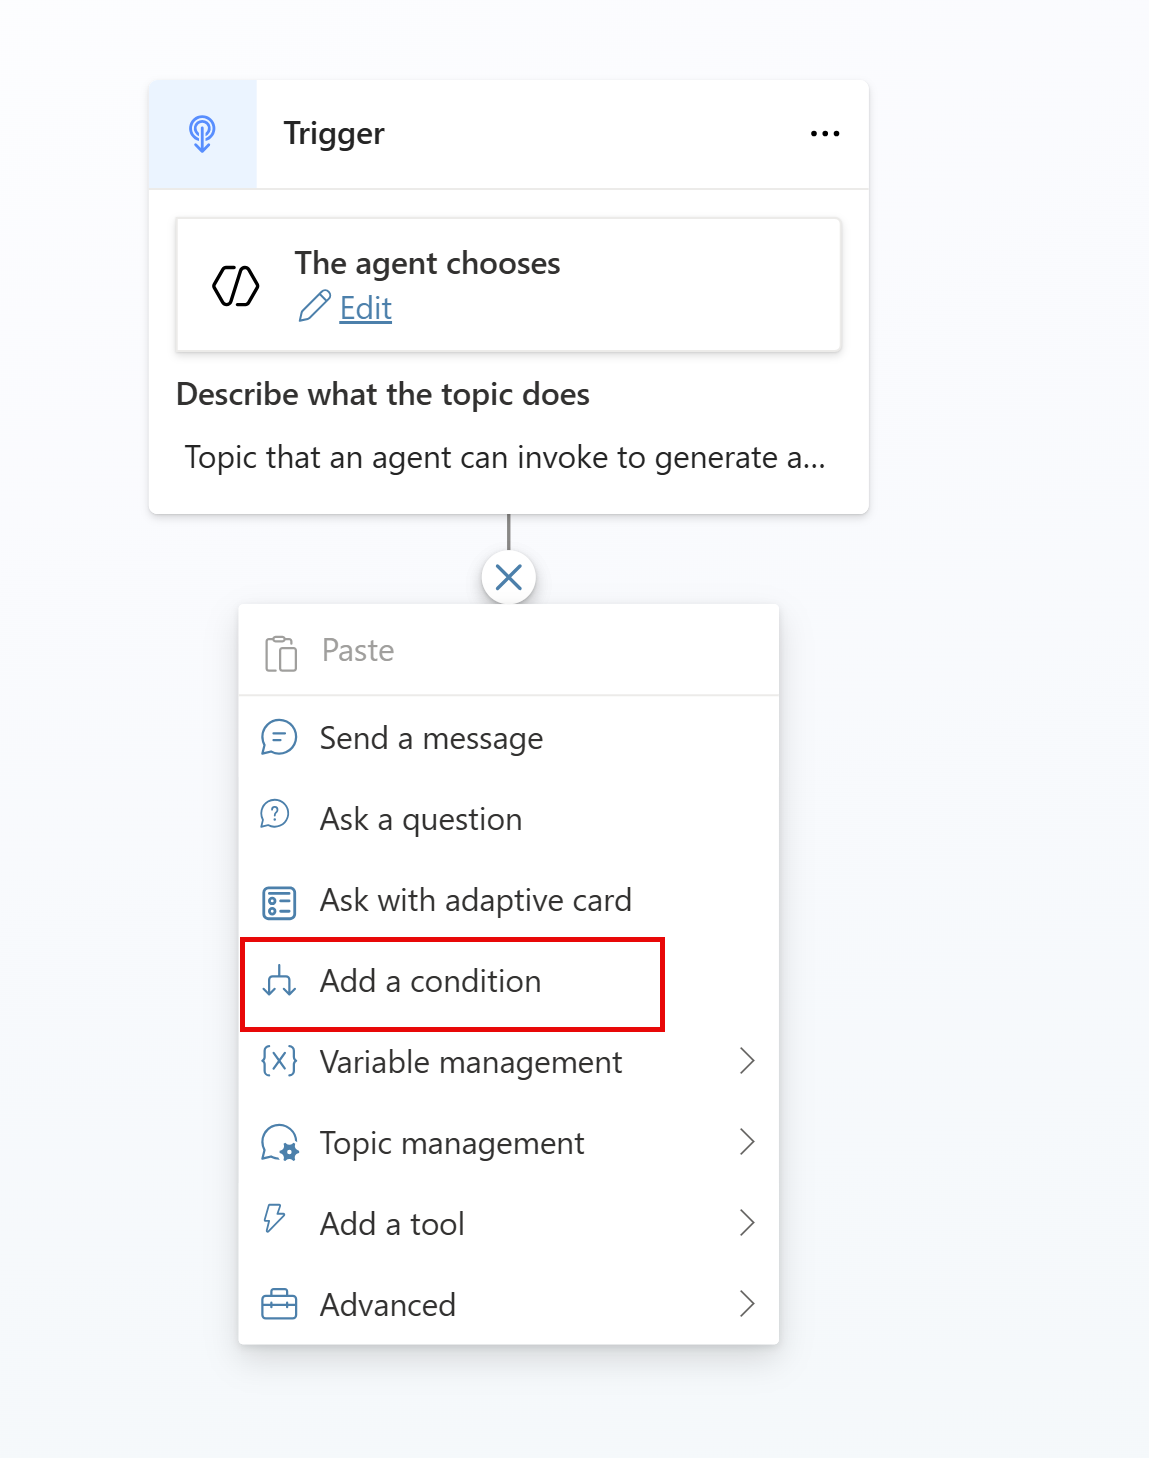 Trigger
The agent chooses
Edit
Describe what the topic does
Topic that an agent can invoke to generate a...
Paste
Send a message
Ask a question
Ask with adaptive card
Add a condition
Variable management
Topic management
Add a tool
Advanced